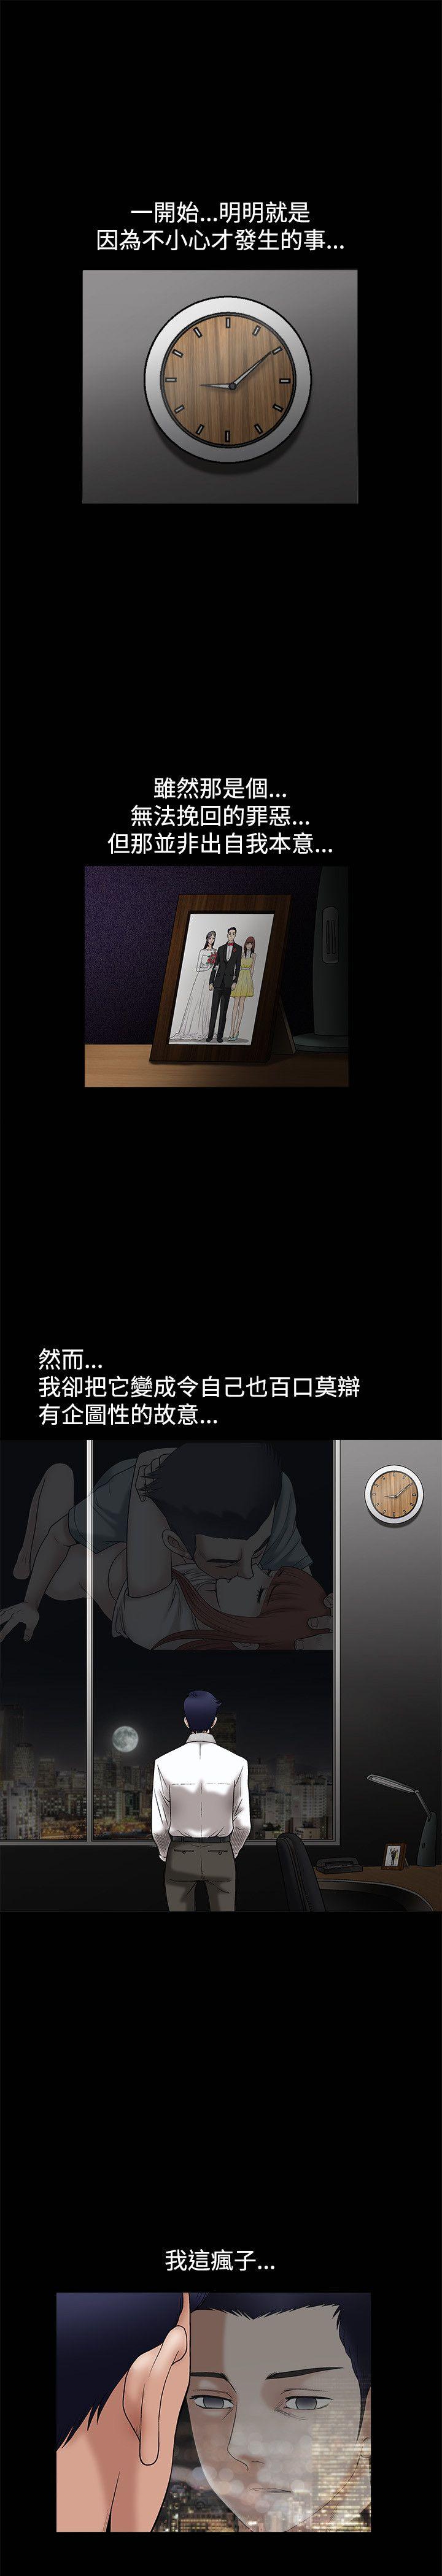 一開始...明明就是
因為不小心才發生的事...
雖然那是個...
無法挽回的罪惡...
但那並非出自我本意...
然而...
我卻把它變成令自己也百口莫辯
有企圖性的故意...
我這瘋子...